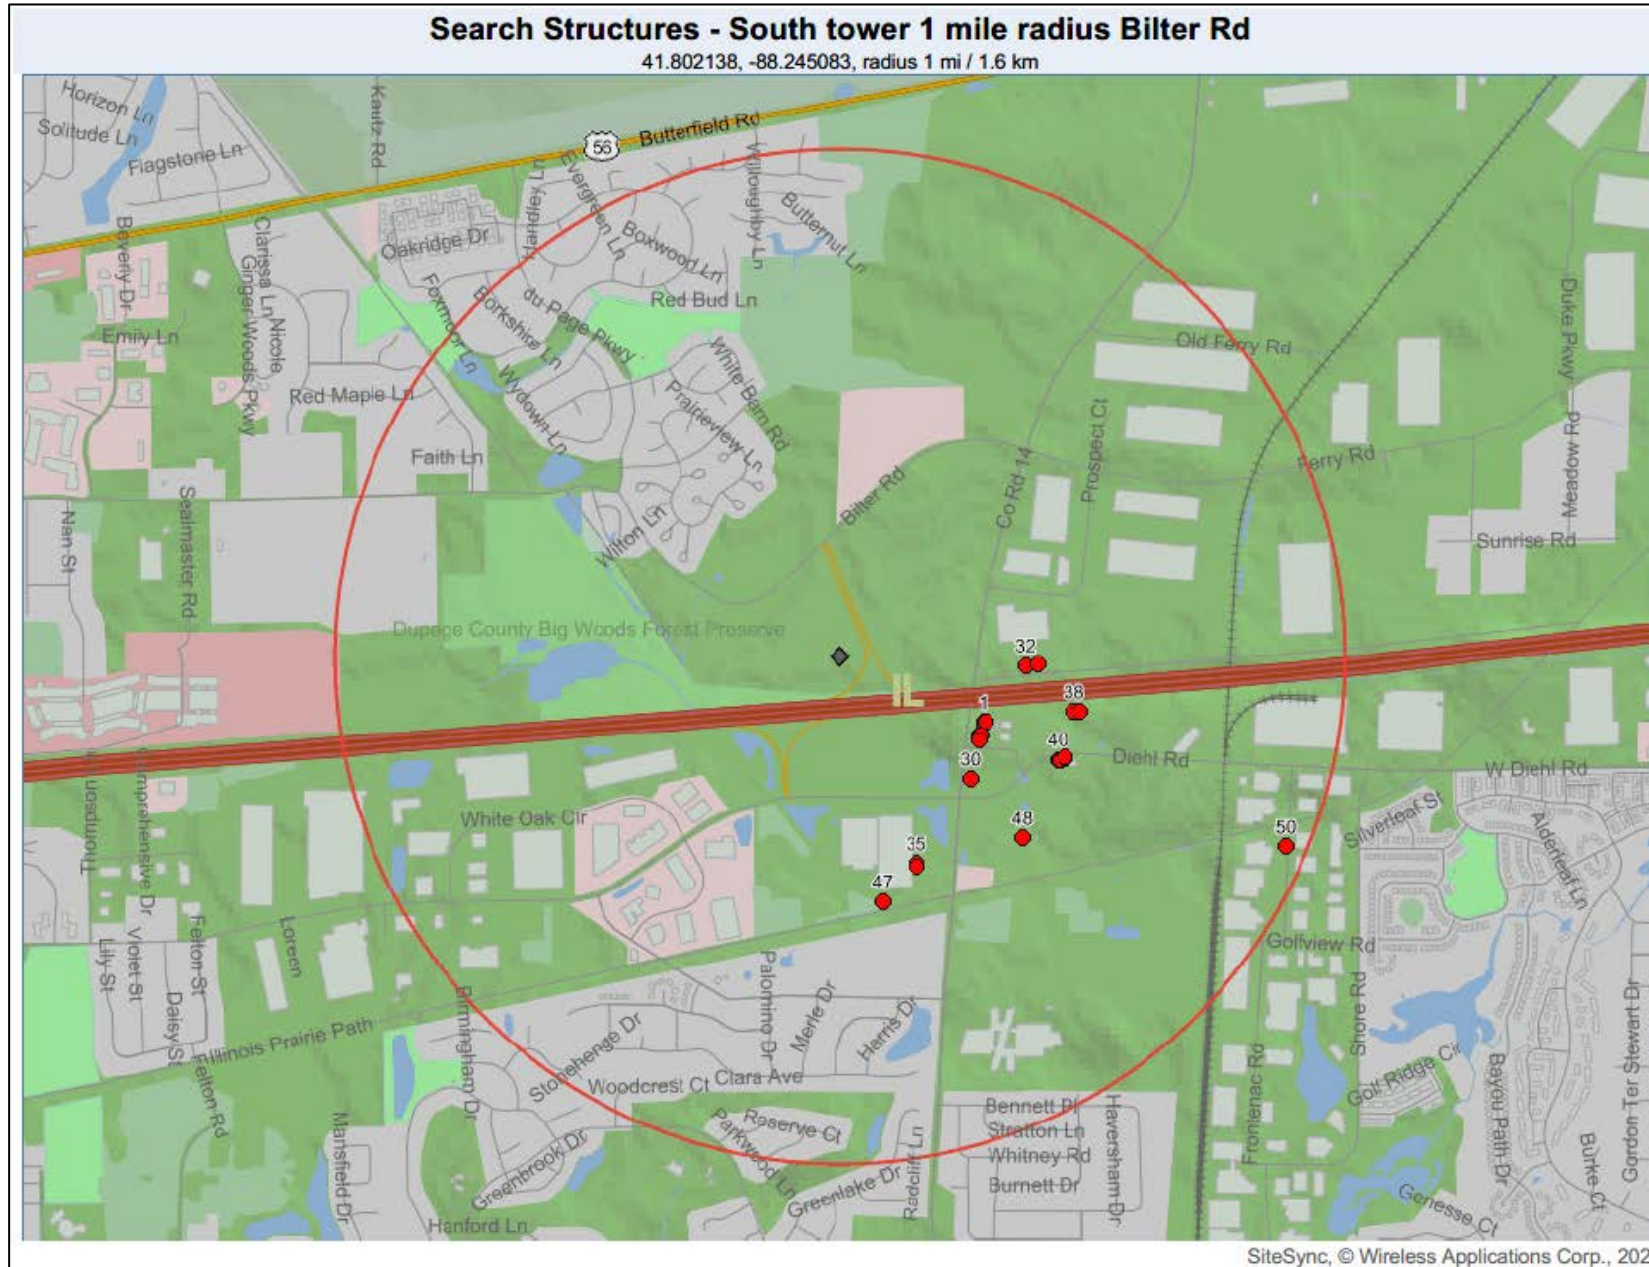 Search Structures - South tower 1 mile radius Bilter Rd
41.802138, -88.245083, radius 1 mi / 1.6 km
Horizon Ln
Solitude Ln
Flagstone Ln
Kautz Rd
56
Butterfield Rd
Handley Ln
Evergreen Ln
Willoughby Ln
Butternut Ln
Boxwood Ln
Oakridge Dr
Beverly Dr
Clarissa Ln
Ginger Woods Pkwy
Nicole
Emily Ln
Foxmoor Ln
Borkshire Ln
du Page Pkwy
Red Bud Ln
White Barn Rd
Wydown Ln
Prairieview Ln
Red Maple Ln
Faith Ln
Old Ferry Rd
Duke Pkwy
Prospect Ct
Co Rd 14
Ferry Rd
Meadow Rd
Sunrise Rd
Bilter Rd
Wilton Ln
Nan St
Sealmaster Rd
Dupage County Big Woods Forest Preserve
IL
32
1
38
40
30
Diehl Rd
W Diehl Rd
48
50
35
47
White Oak Cir
Silverleaf St
Alderleaf Ln
Thompson
Comprehensive Dr
Lily St
Violet St
Felton St
Daisy St
Loreen
Felton Rd
Illinois Prairie Path
Birmingham Dr
Palomino Dr
Merle Dr
Harris Dr
Stonehenge Dr
Woodcrest Ct
Clara Ave
Golfview Rd
Shore Rd
Golf Ridge Cir
Frontenac Rd
Bayou Path Dr
Gordon Ter
Stewart Dr
Burke Ct
Genesse Ct
Mansfield Dr
Greenbrook Dr
Hanford Ln
Reserve Ct
Parkwood Ln
Greenlake Dr
Redcliff Ln
Bennett Pl
Stratton Ln
Whitney Rd
Burnett Dr
Haversham Dr
SiteSync, © Wireless Applications Corp., 202